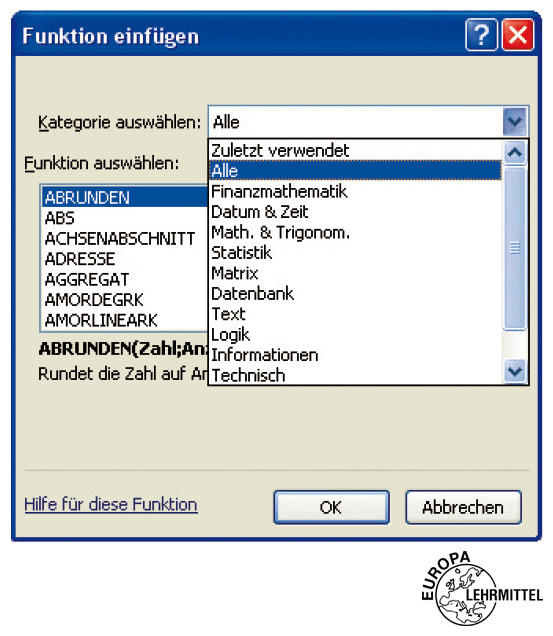 Funktion einfügen
Kategorie auswählen: Alle
Zuletzt verwendet
Alle
Finanzmathematik
Datum & Zeit
Math. & Trigonom.
Statistik
Matrix
Datenbank
Text
Logik
Informationen
Technisch
Funktion auswählen:
ABRUNDEN
ABS
ACHSENABSCHNITT
ADRESSE
AGGREGAT
AMORDEGRK
AMORLINEARK
ABRUNDEN(Zahl;An
Rundet die Zahl auf An
Hilfe für diese Funktion
OK
Abbrechen
EUROPA
LEHRMITTEL